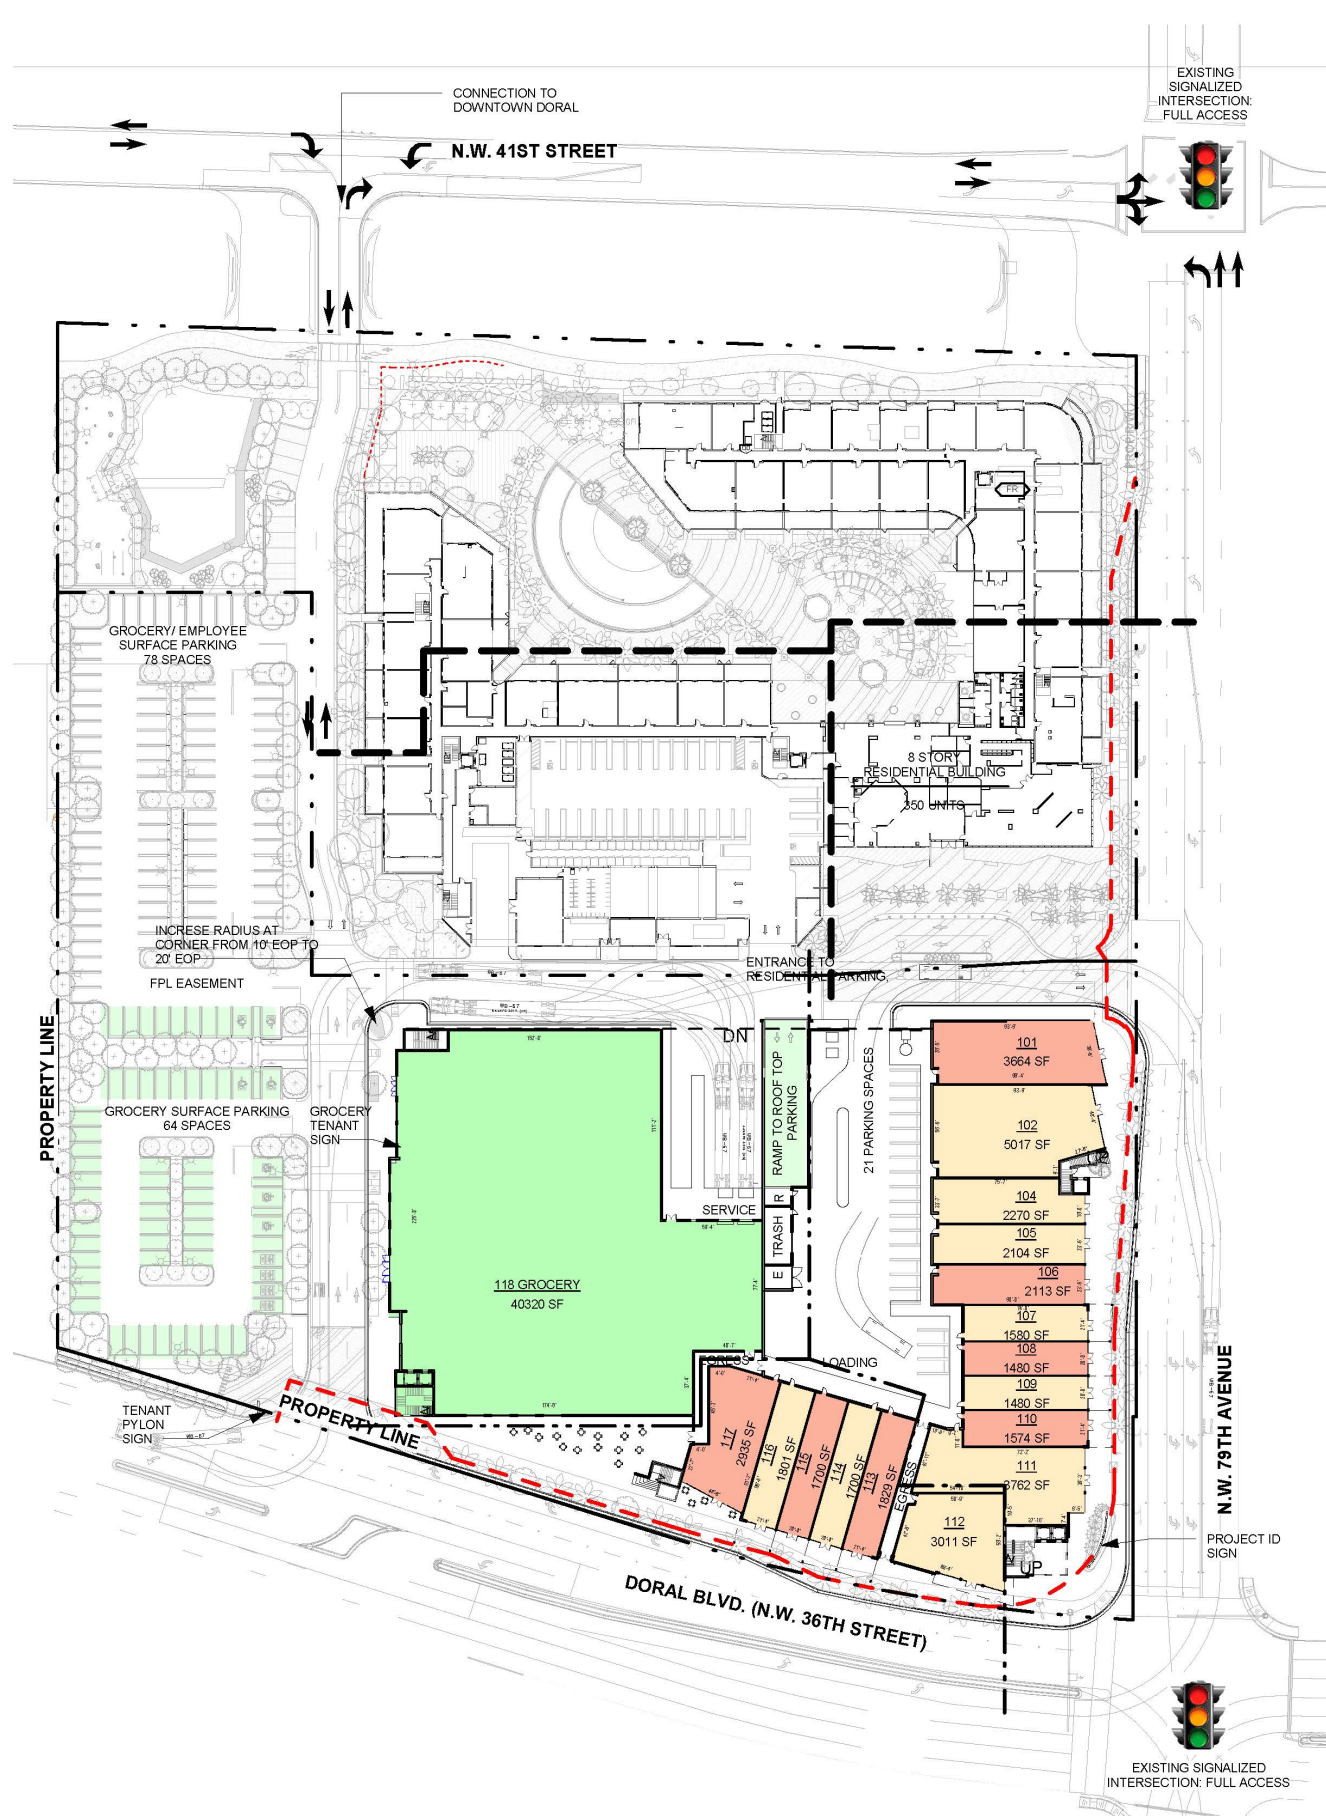 EXISTING
SIGNALIZED
INTERSECTION:
FULL ACCESS
CONNECTION TO
DOWNTOWN DORAL
N.W. 41ST STREET
FR
GROCERY/ EMPLOYEE
SURFACE PARKING
78 SPACES
8 STORY
RESIDENTIAL BUILDING
350 UNITS
INCRESE RADIUS AT
CORNER FROM 10' EOP TO
20' EOP
FPL EASEMENT
ENTRANCE TO
RESIDENTIAL PARKING,
PROPERTY LINE
GROCERY SURFACE PARKING
64 SPACES
GROCERY
TENANT
SIGN
DN
RAMP TO ROOF TOP
PARKING
21 PARKING SPACES
SERVICE
TRASH
R
E
118 GROCERY
40320 SF
101
3664 SF
102
5017 SF
104
2270 SF
105
2104 SF
106
2113 SF
107
1580 SF
108
1480 SF
109
1480 SF
110
1574 SF
111
3762 SF
112
3011 SF
EGRESS
LOADING
117
2935 SF
116
1801 SF
115
1700 SF
114
1700 SF
113
1829 SF
EGRESS
UP
TENANT
PYLON
SIGN
PROPERTY LINE
N.W. 79TH AVENUE
PROJECT ID
SIGN
DORAL BLVD. (N.W. 36TH STREET)
EXISTING SIGNALIZED
INTERSECTION: FULL ACCESS